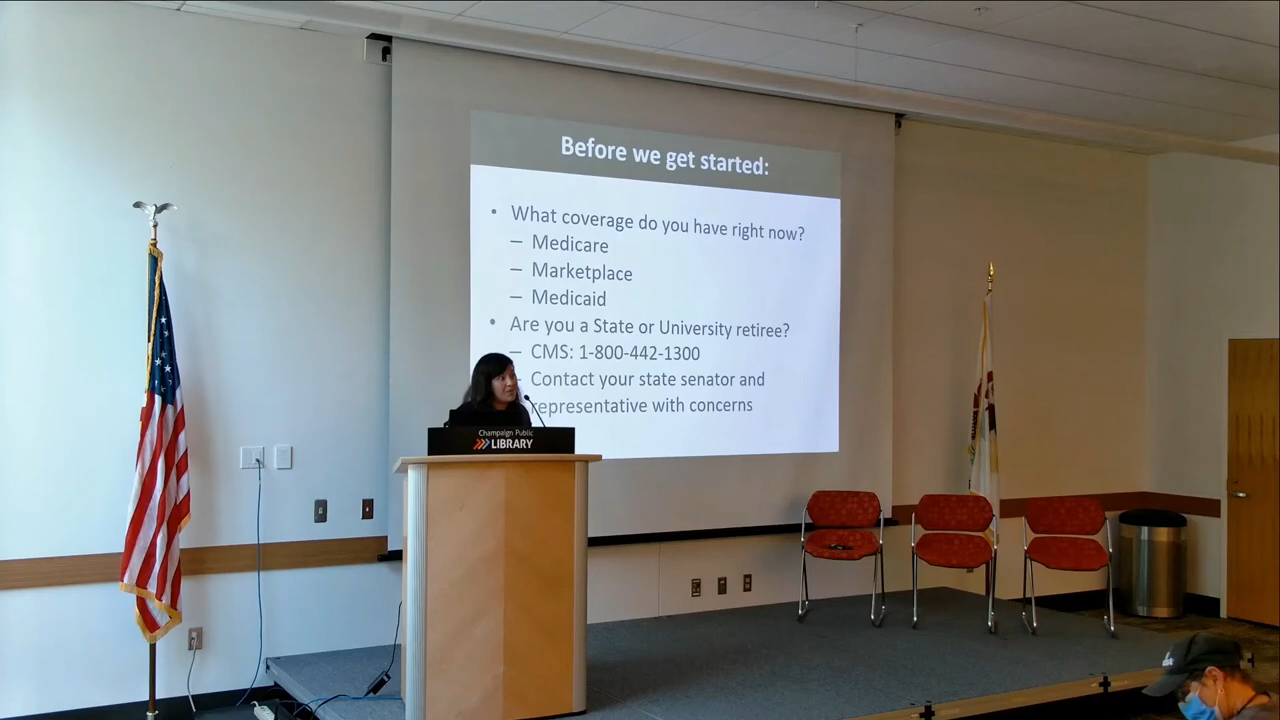 Before we get started:
• What coverage do you have right now?
– Medicare
– Marketplace
– Medicaid
• Are you a State or University retiree?
– CMS: 1-800-442-1300
– Contact your state senator and
representative with concerns
Champaign Public
LIBRARY